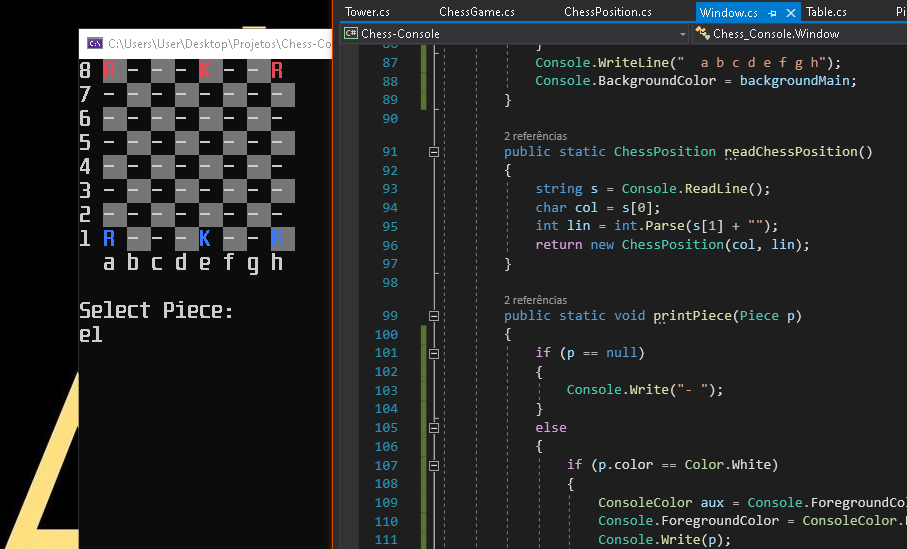 C:\Users\User\Desktop\Projetos\Chess-Co
8 R - - - K - - R
7 - - - - - - - -
6 - - - - - - - -
5 - - - - - - - -
4 - - - - - - - -
3 - - - - - - - -
2 - - - - - - - -
1 R - - - K - - R
a b c d e f g h
Select Piece:
e1
Tower.cs ChessGame.cs ChessPosition.cs Window.cs Table.cs Pi
C# Chess-Console Chess_Console.Window
86 }
87 Console.WriteLine("  a b c d e f g h");
88 Console.BackgroundColor = backgroundMain;
89 }
90
2 referências
91 public static ChessPosition readChessPosition()
92 {
93 string s = Console.ReadLine();
94 char col = s[0];
95 int lin = int.Parse(s[1] + "");
96 return new ChessPosition(col, lin);
97 }
98
2 referências
99 public static void printPiece(Piece p)
100 {
101 if (p == null)
102 {
103 Console.Write("- ");
104 }
105 else
106 {
107 if (p.color == Color.White)
108 {
109 ConsoleColor aux = Console.ForegroundCol
110 Console.ForegroundColor = ConsoleColor.
111 Console.Write(p);